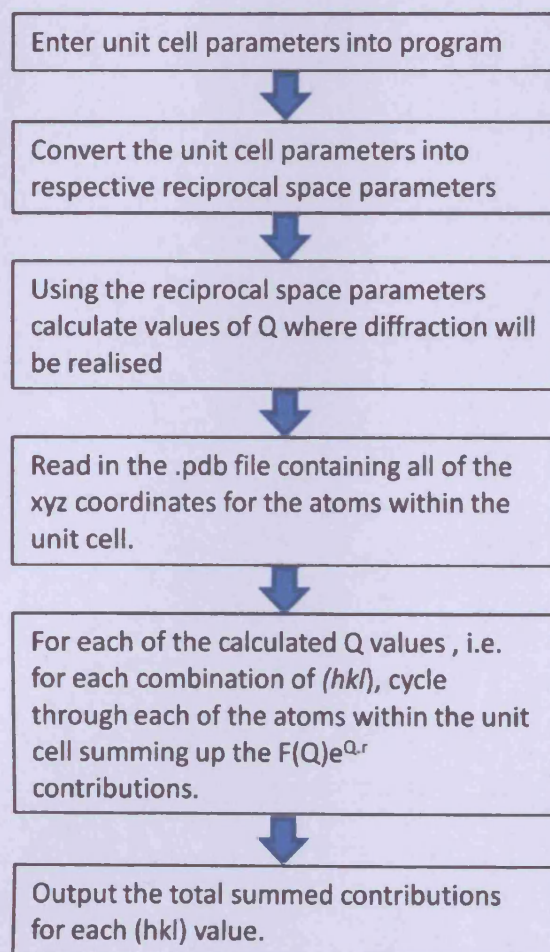 Enter unit cell parameters into program
Convert the unit cell parameters into
respective reciprocal space parameters
Using the reciprocal space parameters
calculate values of Q where diffraction will
be realised
Read in the .pdb file containing all of the
xyz coordinates for the atoms within the
unit cell.
For each of the calculated Q values , i.e.
for each combination of (hkl), cycle
through each of the atoms within the unit
cell summing up the F(Q)e^Q.r
contributions.
Output the total summed contributions
for each (hkl) value.